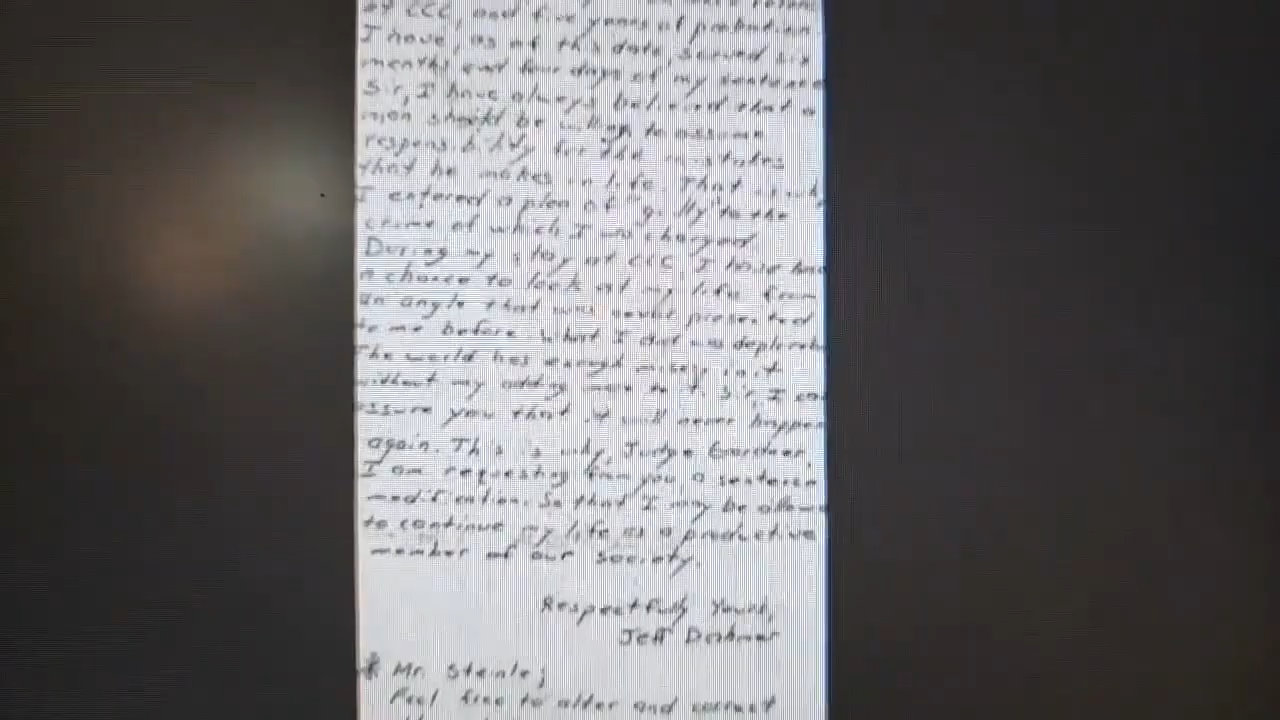 of CCC, and five years of probation.
I have, as of this date, served six
months and four days of my sentence
Sir, I have always believed that a
man should be willing to assume
responsibility for the mistakes
that he makes in life. That is why
I entered a plea of "guilty" to the
crime of which I was charged
During my stay at CCC, I have had
a chance to look at my life from
an angle that was never presented
to me before what I did was deplorab
The world has enough misery in it
without my adding more to it. Sir, I can
assure you that it will never happen
again. This is why, Judge Gardner,
I am requesting from you a sentence
modification. So that I may be allowed
to continue my life as a productive
member of our society.
Respectfully Yours,
Jeff Dahmer
* Mr. Steinle;
Feel free to alter and correct